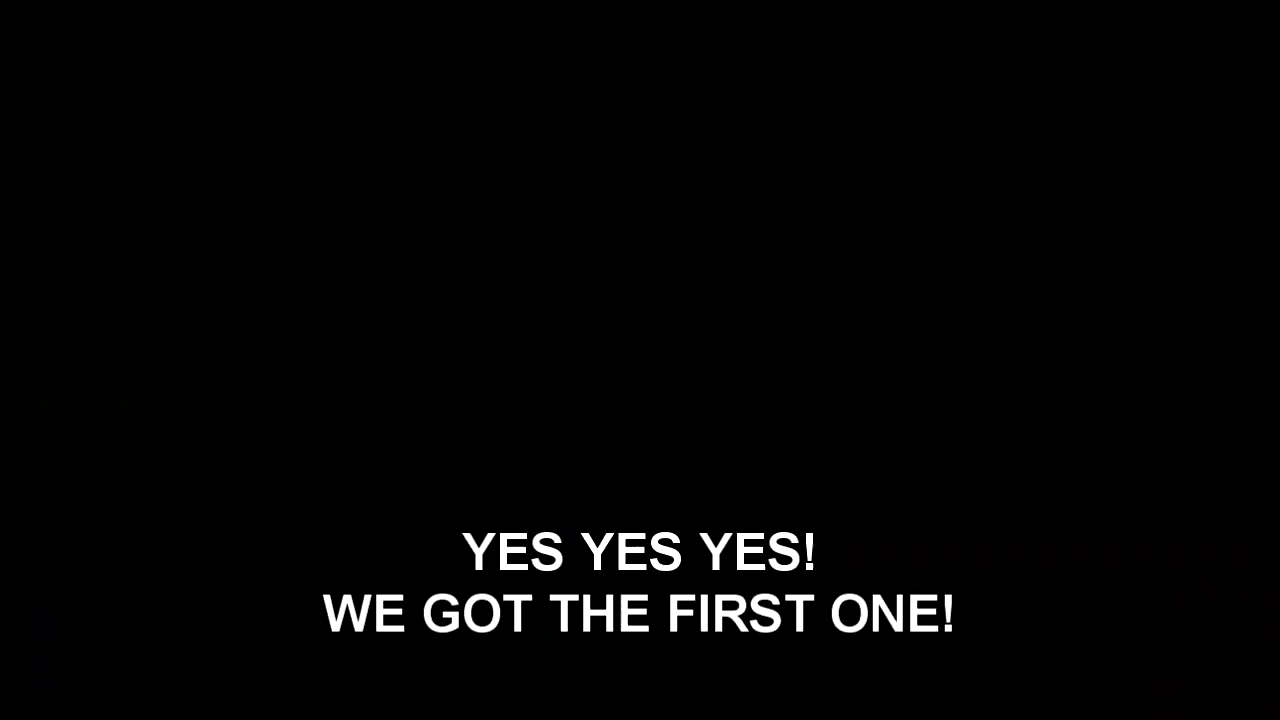 YES YES YES!
WE GOT THE FIRST ONE!